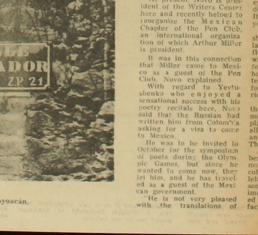 ADOR
ZP 21
oyoacán.
dent of the Writers Center
here and recently helped to
reorganise the Mexican
Chapter of the Pen Club,
an international organiza
tion of which Arthur Miller
is president.
It was in this connection
that Miller came to Mexi-
co as a guest of the Pen
Club, Novo explained.
With regard to Yevtu-
shenko who enjoyed a
sensational success with his
poetry recitals here, Novo
said that the Russian had
written him from Colombia
asking for a visa to come
to Mexico.
He was to be invited in
October for the symposium
of poets during the Olym-
pic Games, but since he
wanted to come now, they
let him, and he has travel-
ed as a guest of the Mexi
can government.
"He is not very pleased
with the translations of